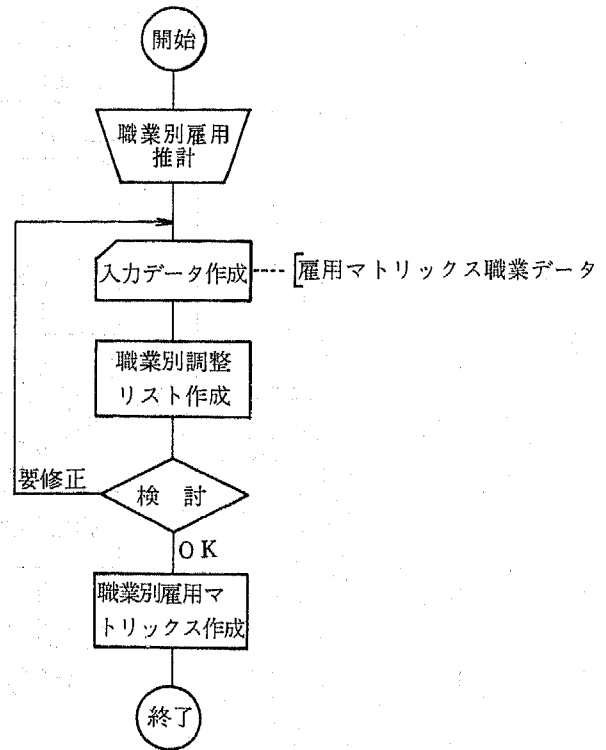 開始
職業別雇用
推計
入力データ作成
雇用マトリックス職業データ
職業別調整
リスト作成
要修正
検 討
OK
職業別雇用マ
トリックス作成
終了